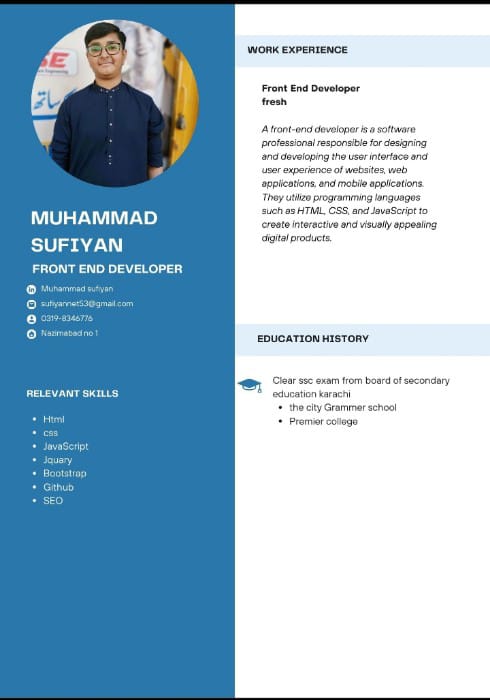 MUHAMMAD
SUFIYAN
FRONT END DEVELOPER
Muhammad sufiyan
sufiyannet53@gmail.com
0319-8346776
Nazimabad no 1
RELEVANT SKILLS
Html
css
JavaScript
Jquary
Bootstrap
Github
SEO
WORK EXPERIENCE
Front End Developer
fresh
A front-end developer is a software
professional responsible for designing
and developing the user interface and
user experience of websites, web
applications, and mobile applications.
They utilize programming languages
such as HTML, CSS, and JavaScript to
create interactive and visually appealing
digital products.
EDUCATION HISTORY
Clear ssc exam from board of secondary
education karachi
the city Grammer school
Premier college